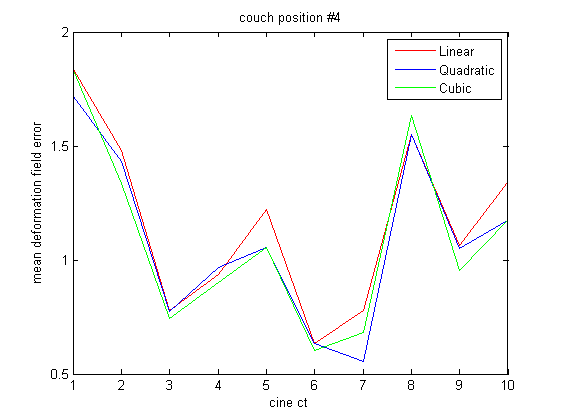 couch position #4
2
1.5
1
0.5
mean deformation field error
Linear
Quadratic
Cubic
1 2 3 4 5 6 7 8 9 10
cine ct